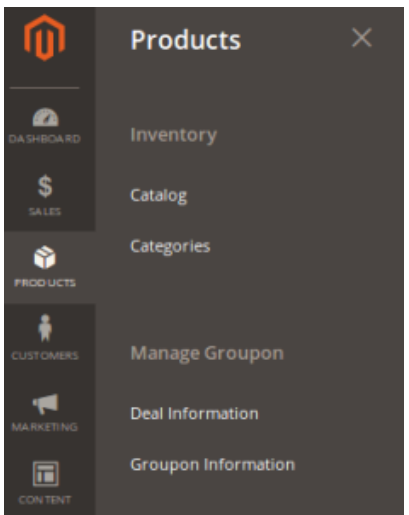 Products
DASHBOARD
Inventory
SALES
Catalog
Categories
PRODUCTS
CUSTOMERS
Manage Groupon
MARKETING
Deal Information
Groupon Information
CONTENT